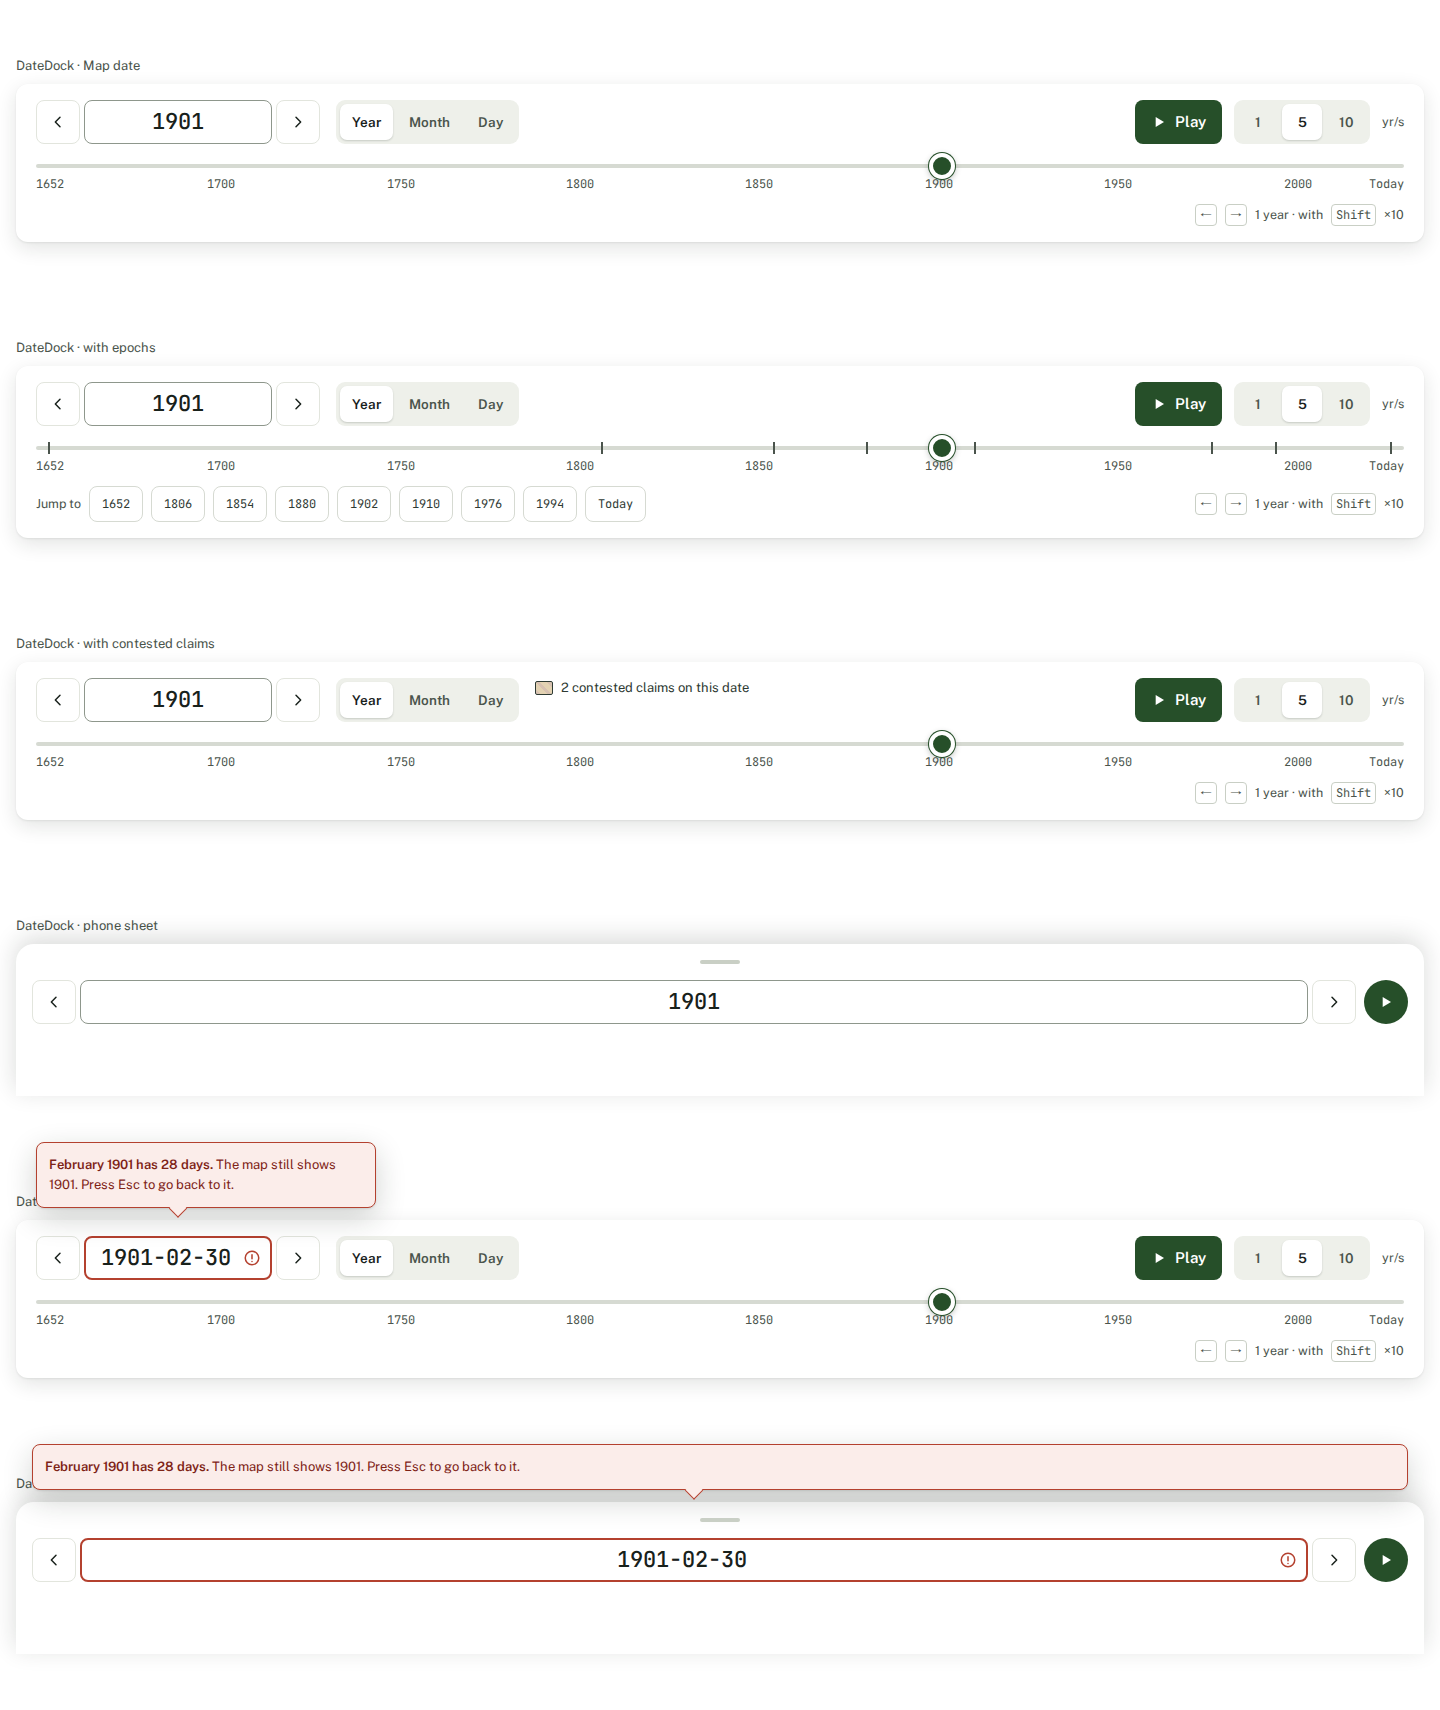 DateDock · Map date
1901 Year Month Day Play 1 5 10 yr/s
1652 1700 1750 1800 1850 1900 1950 2000 Today
← → 1 year · with Shift ×10
DateDock · with epochs
1901 Year Month Day Play 1 5 10 yr/s
1652 1700 1750 1800 1850 1900 1950 2000 Today
Jump to 1652 1806 1854 1880 1902 1910 1976 1994 Today ← → 1 year · with Shift ×10
DateDock · with contested claims
1901 Year Month Day 2 contested claims on this date Play 1 5 10 yr/s
1652 1700 1750 1800 1850 1900 1950 2000 Today
← → 1 year · with Shift ×10
DateDock · phone sheet
1901
February 1901 has 28 days. The map still shows
1901. Press Esc to go back to it.
Dat
1901-02-30 Year Month Day Play 1 5 10 yr/s
1652 1700 1750 1800 1850 1900 1950 2000 Today
← → 1 year · with Shift ×10
February 1901 has 28 days. The map still shows 1901. Press Esc to go back to it.
Da
1901-02-30